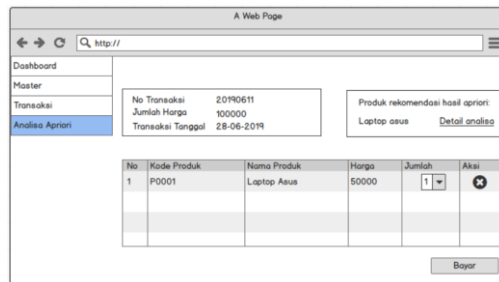 A Web Page
http://
Dashboard
Master
Transaksi
Analisa Apriori
No Transaksi 20190611
Jumlah Harga 100000
Transaksi Tanggal 28-06-2019
Produk rekomendasi hasil apriori:
Laptop asus Detail analisa
No Kode Produk Nama Produk Harga Jumlah Aksi
1 P0001 Laptop Asus 50000 1
Bayar